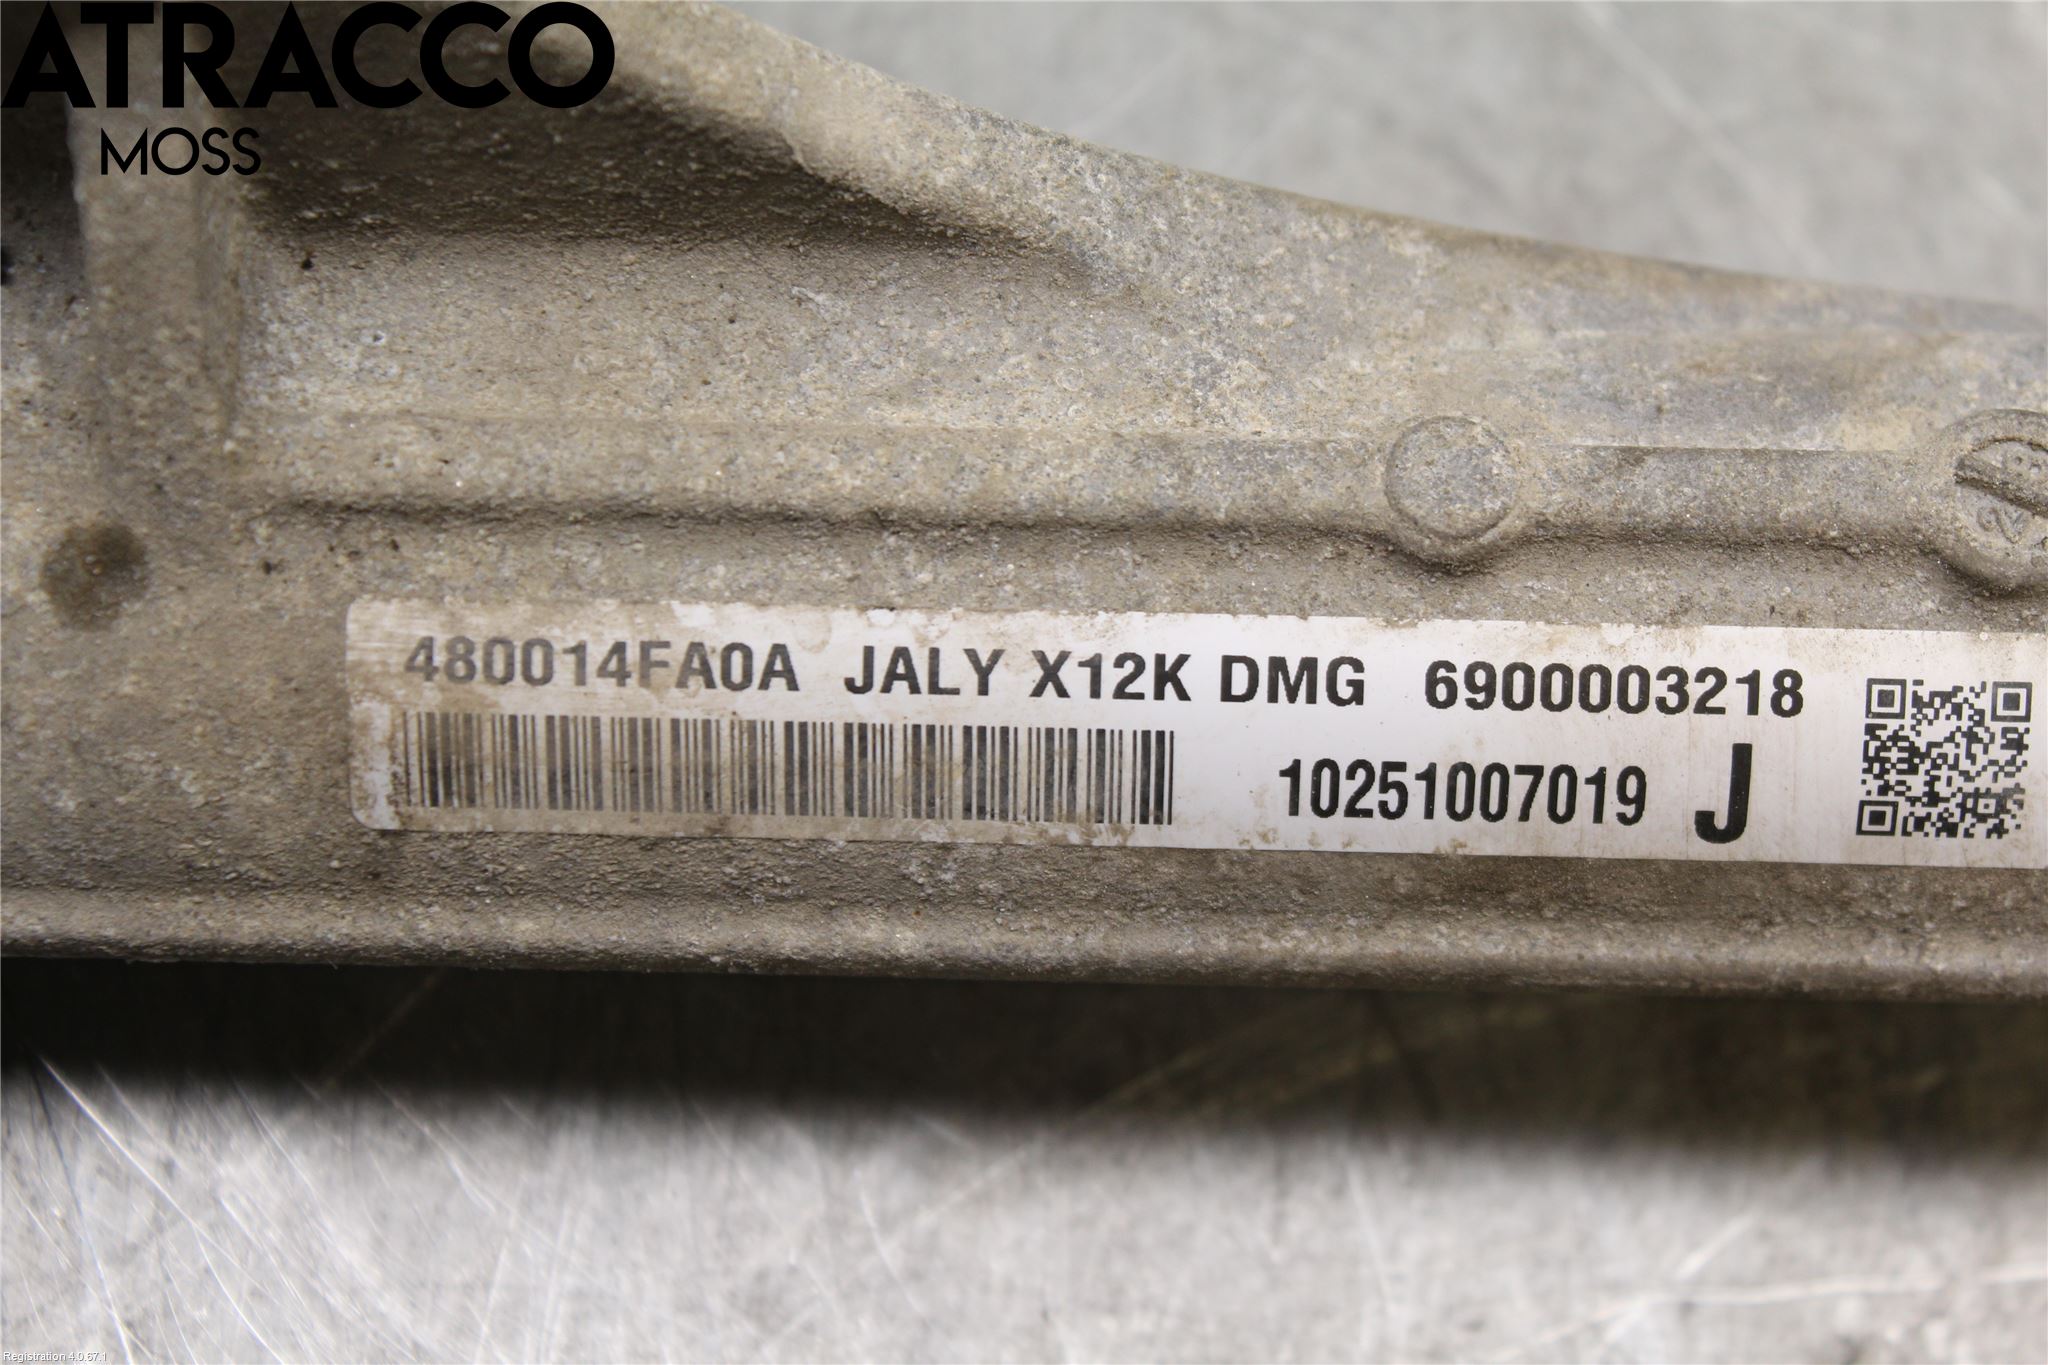 ATRACCO
MOSS
480014FA0A JALY X12K DMG 6900003218
10251007019 J
Registration 4.0.67.1